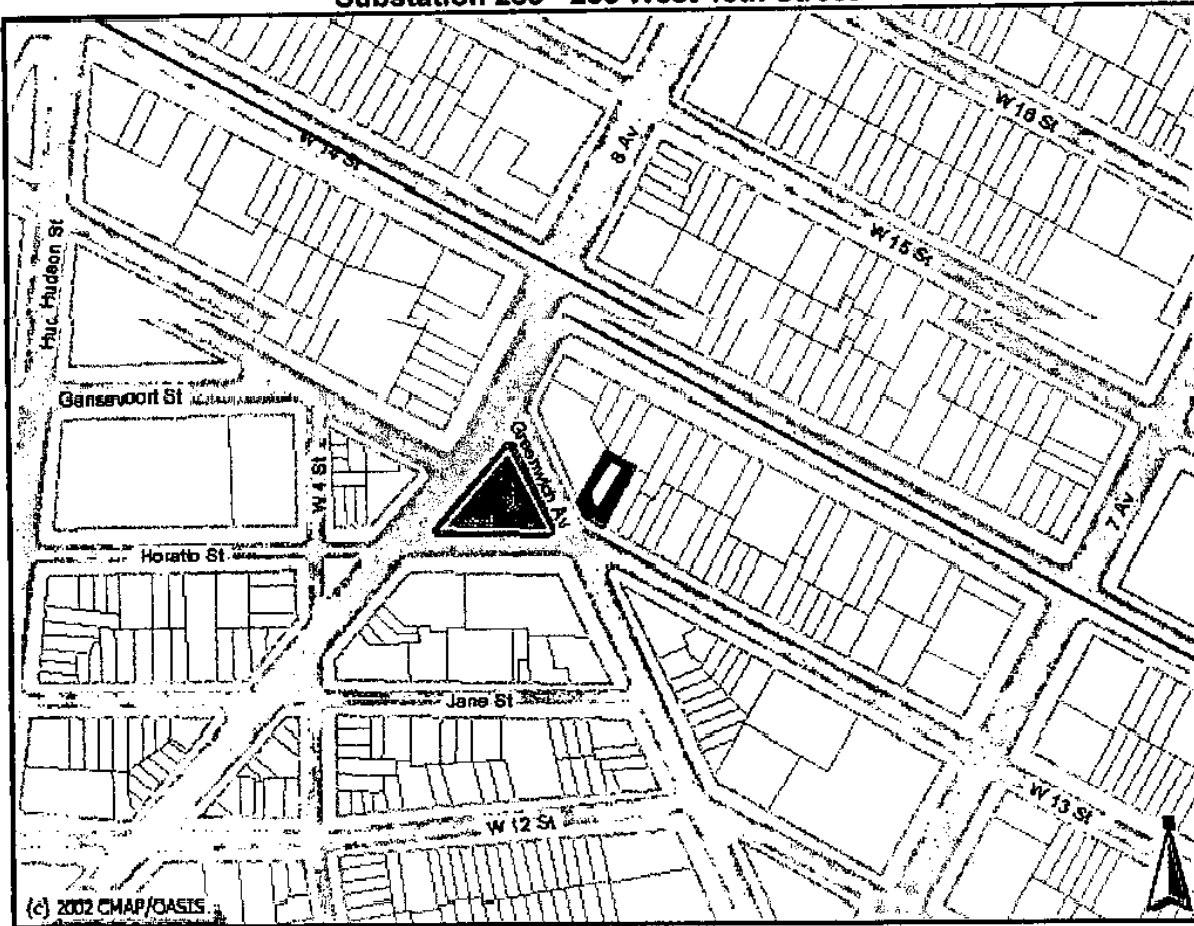 W 16 St
8 Av
W 14 St
W 15 St
Hudson St
Gansevoort St
Greenwich Av
W 4 St
7 Av
Horatio St
Jane St
W 13 St
W 12 St
(c) 2002 CMAP/OASIS